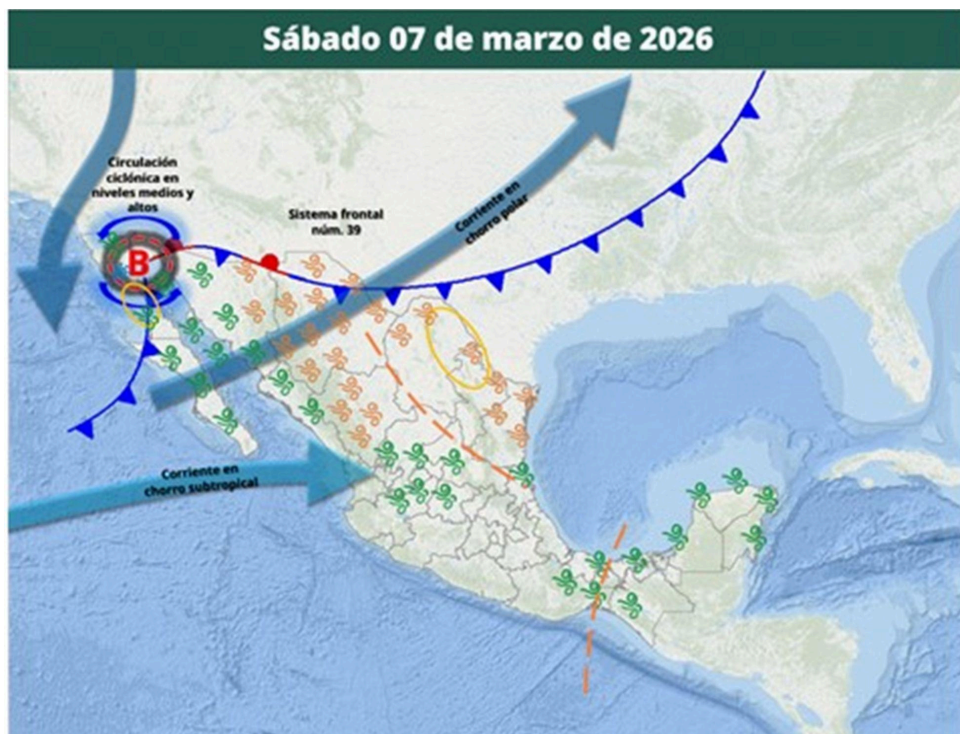 Sábado 07 de marzo de 2026
Circulación
ciclónica en
niveles medios y
altos
Sistema frontal
núm. 39
Corriente en
chorro polar
B
Corriente en
chorro subtropical